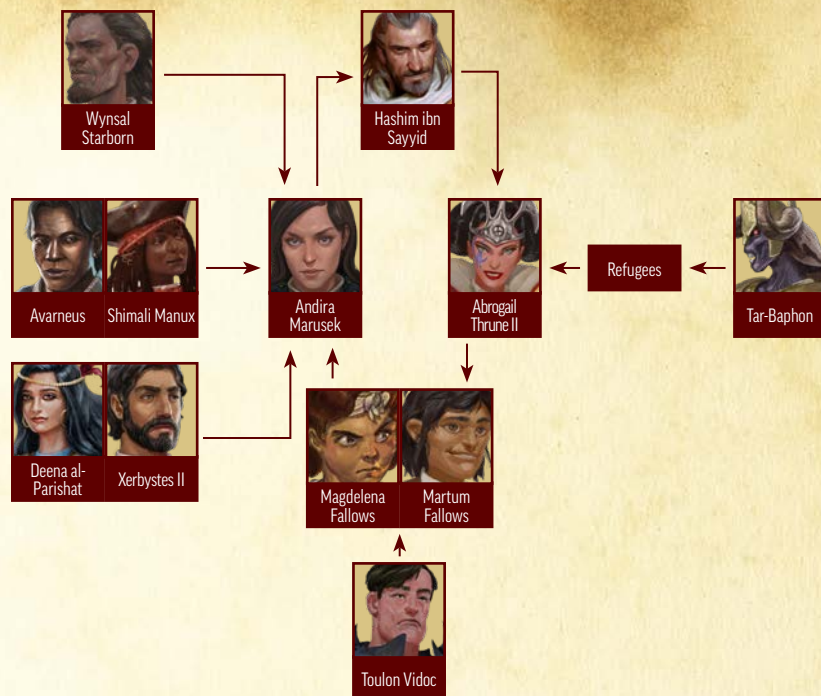 Wynsal
Starborn
Hashim ibn
Sayyid
Avarneus
Shimali Manux
Andira
Marusek
Abrogail
Thrune II
Refugees
Tar-Baphon
Deena al-
Parishat
Xerbystes II
Magdelena
Fallows
Martum
Fallows
Toulon Vidoc